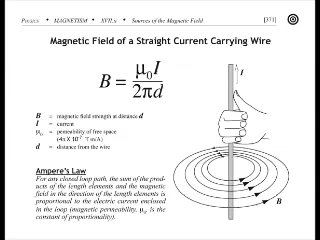 PHYSICS • MAGNETISM • XVII.ii • Sources of the Magnetic Field [371]
Magnetic Field of a Straight Current Carrying Wire
B = μ₀I / 2πd
I
B = magnetic field strength at distance d
I = current
μ₀ = permeability of free space
(4π X 10⁻⁷ T m/A)
d = distance from the wire
B
Ampere's Law
For any closed loop path, the sum of the prod-
ucts of the length elements and the magnetic
field in the direction of the length elements is
proportional to the electric current enclosed
in the loop (magnetic permeability, μ₀ is the
constant of proportionality).